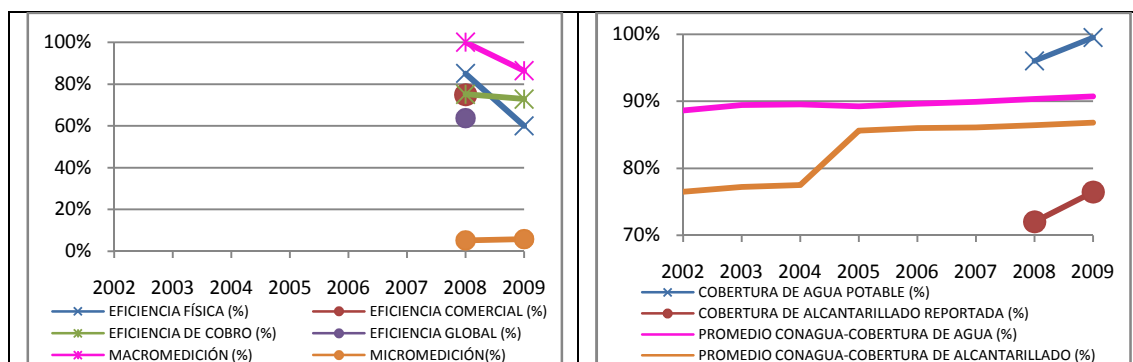 100%
80%
60%
40%
20%
0%
2002 2003 2004 2005 2006 2007 2008 2009
EFICIENCIA FÍSICA (%) EFICIENCIA COMERCIAL (%)
EFICIENCIA DE COBRO (%) EFICIENCIA GLOBAL (%)
MACROMEDICIÓN (%) MICROMEDICIÓN(%)
100%
90%
80%
70%
2002 2003 2004 2005 2006 2007 2008 2009
COBERTURA DE AGUA POTABLE (%)
COBERTURA DE ALCANTARILLADO REPORTADA (%)
PROMEDIO CONAGUA-COBERTURA DE AGUA (%)
PROMEDIO CONAGUA-COBERTURA DE ALCANTARILLADO (%)